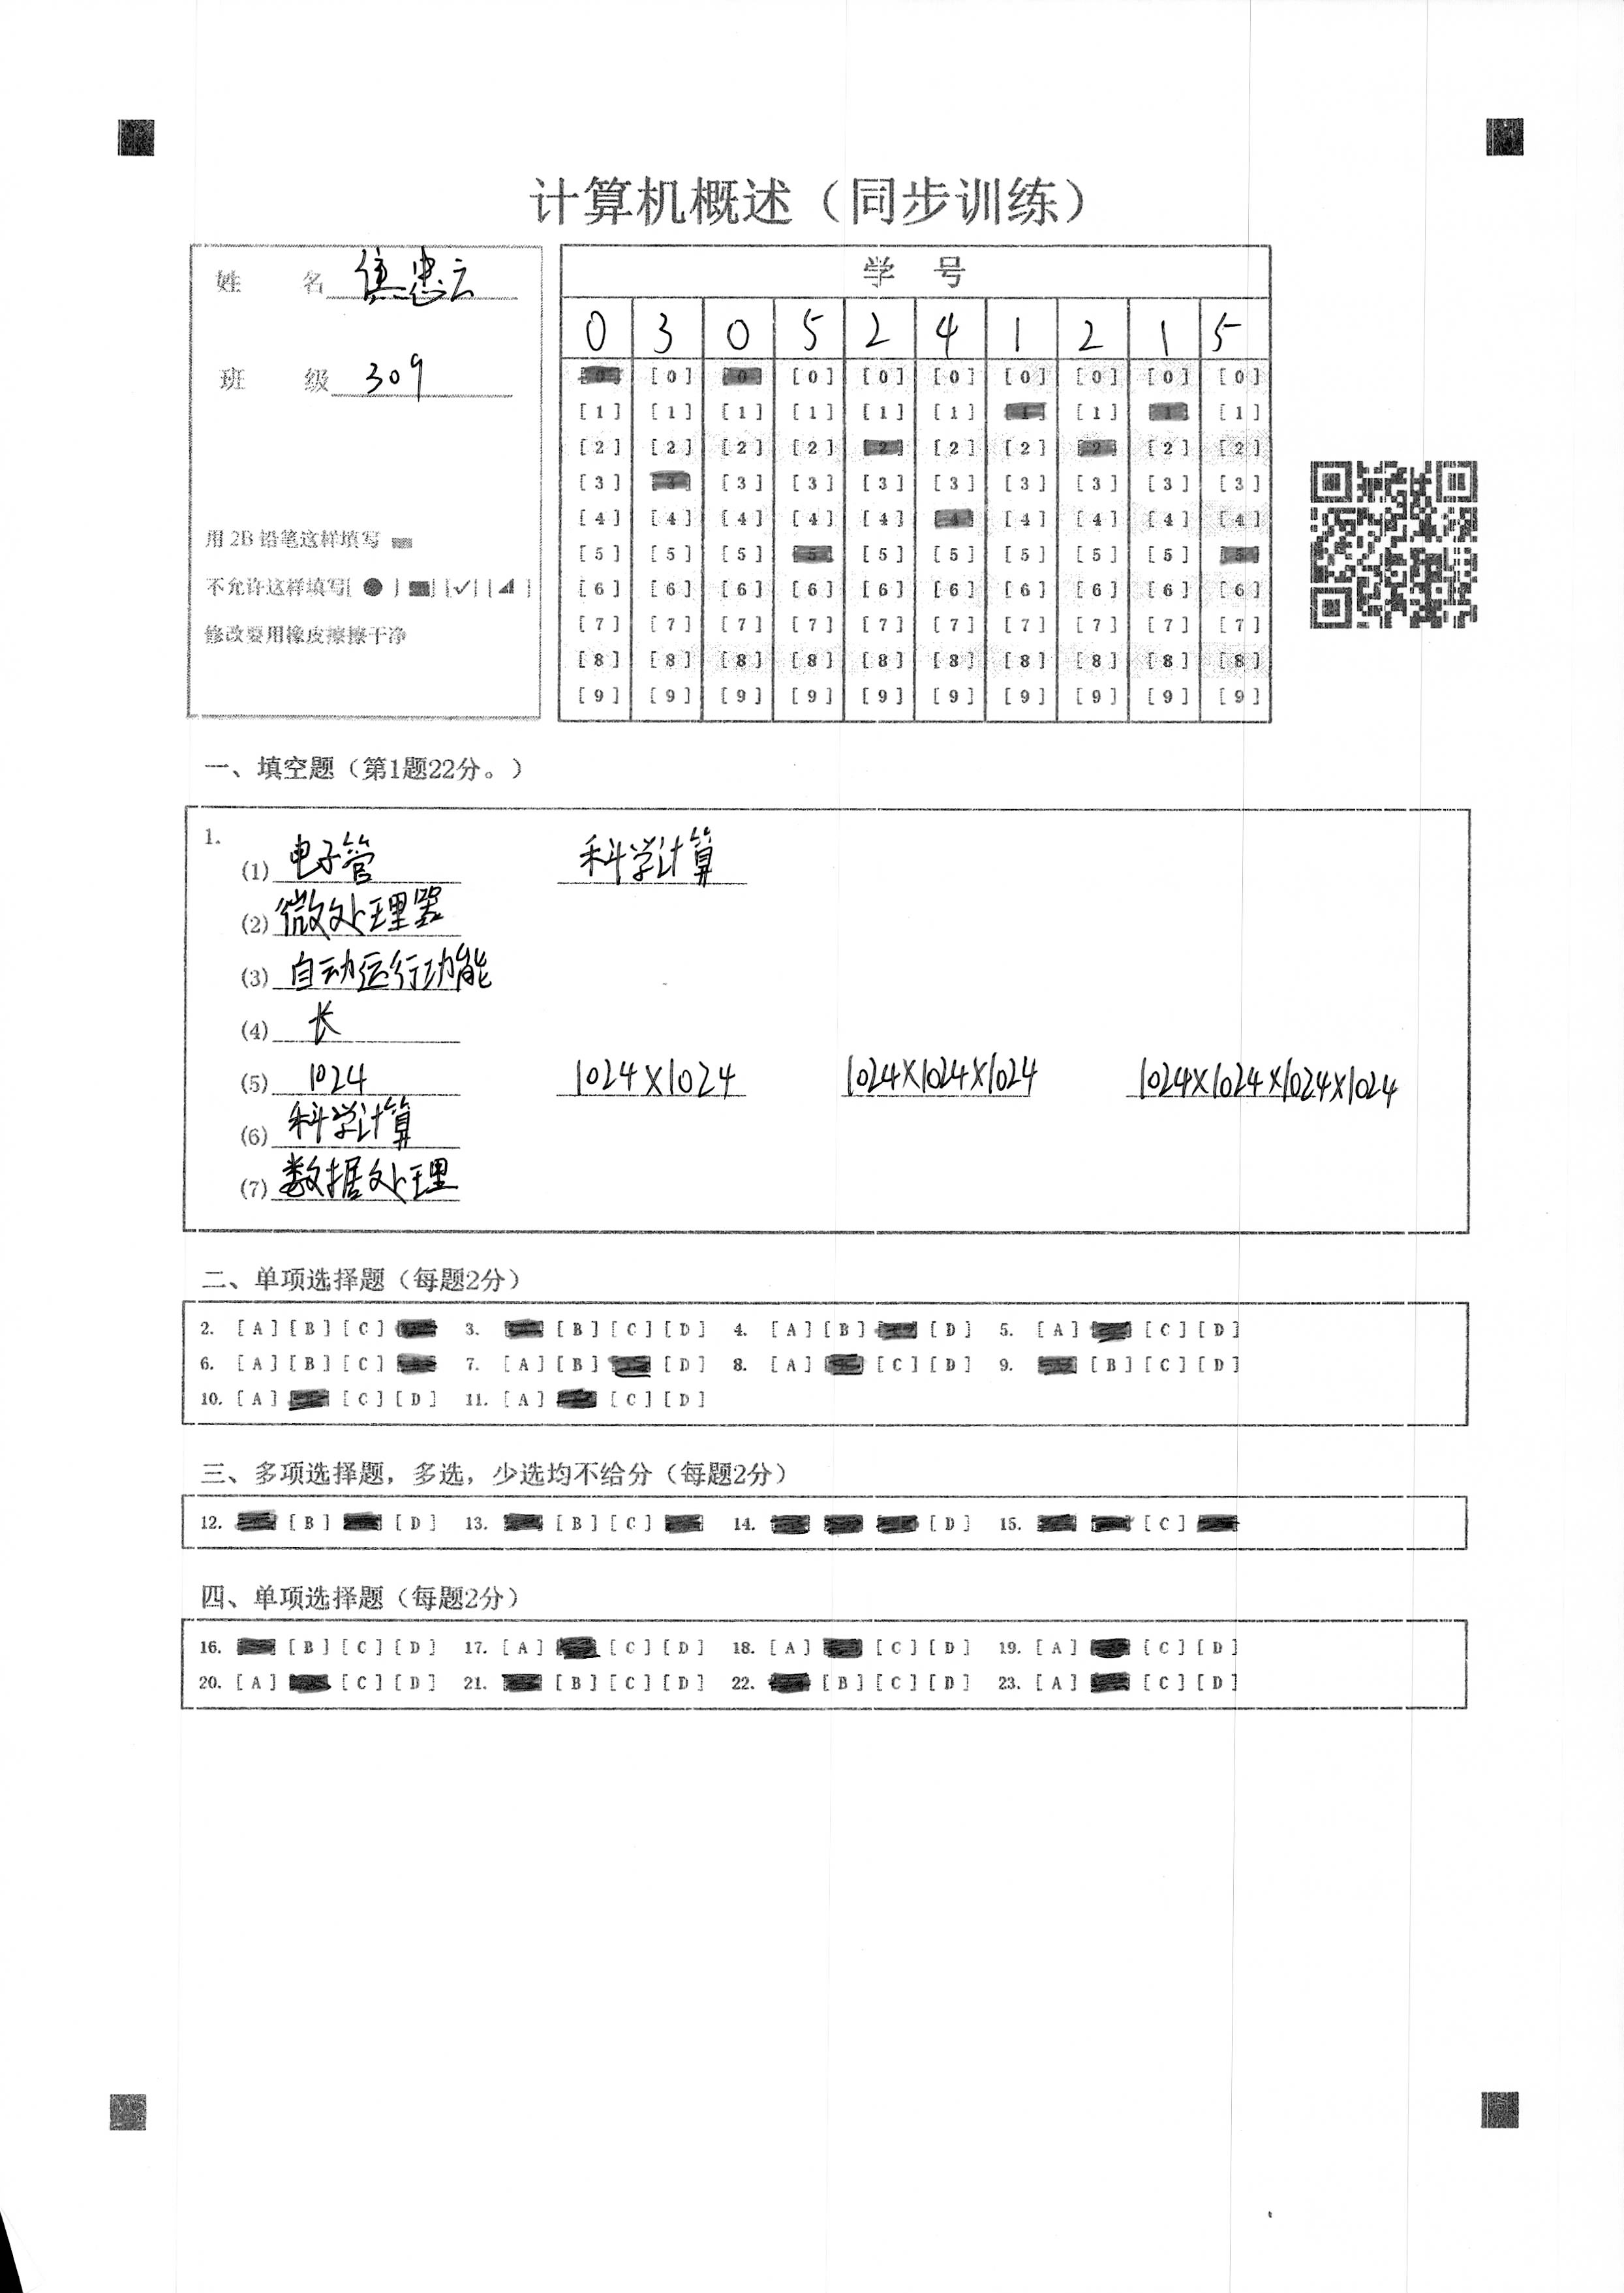 计算机概述（同步训练）
姓 名 焦忠云
班 级 309
用 2B 铅笔这样填写
不允许这样填写[ ● ] [■] [✓] [◢]
修改要用橡皮擦擦干净
学 号
0 3 0 5 2 4 1 2 1 5
[0] [0] [0] [0] [0] [0] [0] [0] [0] [0]
[1] [1] [1] [1] [1] [1] [1] [1] [1] [1]
[2] [2] [2] [2] [2] [2] [2] [2] [2] [2]
[3] [3] [3] [3] [3] [3] [3] [3] [3] [3]
[4] [4] [4] [4] [4] [4] [4] [4] [4] [4]
[5] [5] [5] [5] [5] [5] [5] [5] [5] [5]
[6] [6] [6] [6] [6] [6] [6] [6] [6] [6]
[7] [7] [7] [7] [7] [7] [7] [7] [7] [7]
[8] [8] [8] [8] [8] [8] [8] [8] [8] [8]
[9] [9] [9] [9] [9] [9] [9] [9] [9] [9]
一、填空题（第1题22分。）
1.
(1) 电子管 科学计算
(2) 微处理器
(3) 自动运行功能
(4) 长
(5) 1024 1024×1024 1024×1024×1024 1024×1024×1024×1024
(6) 科学计算
(7) 数据处理
二、单项选择题（每题2分）
2. [A] [B] [C] 3. [B] [C] [D] 4. [A] [B] [D] 5. [A] [C] [D]
6. [A] [B] [C] 7. [A] [B] [D] 8. [A] [C] [D] 9. [B] [C] [D]
10. [A] [C] [D] 11. [A] [C] [D]
三、多项选择题，多选，少选均不给分（每题2分）
12. [B] [D] 13. [B] [C] 14. [D] 15. [C]
四、单项选择题（每题2分）
16. [B] [C] [D] 17. [A] [C] [D] 18. [A] [C] [D] 19. [A] [C] [D]
20. [A] [C] [D] 21. [B] [C] [D] 22. [B] [C] [D] 23. [A] [C] [D]